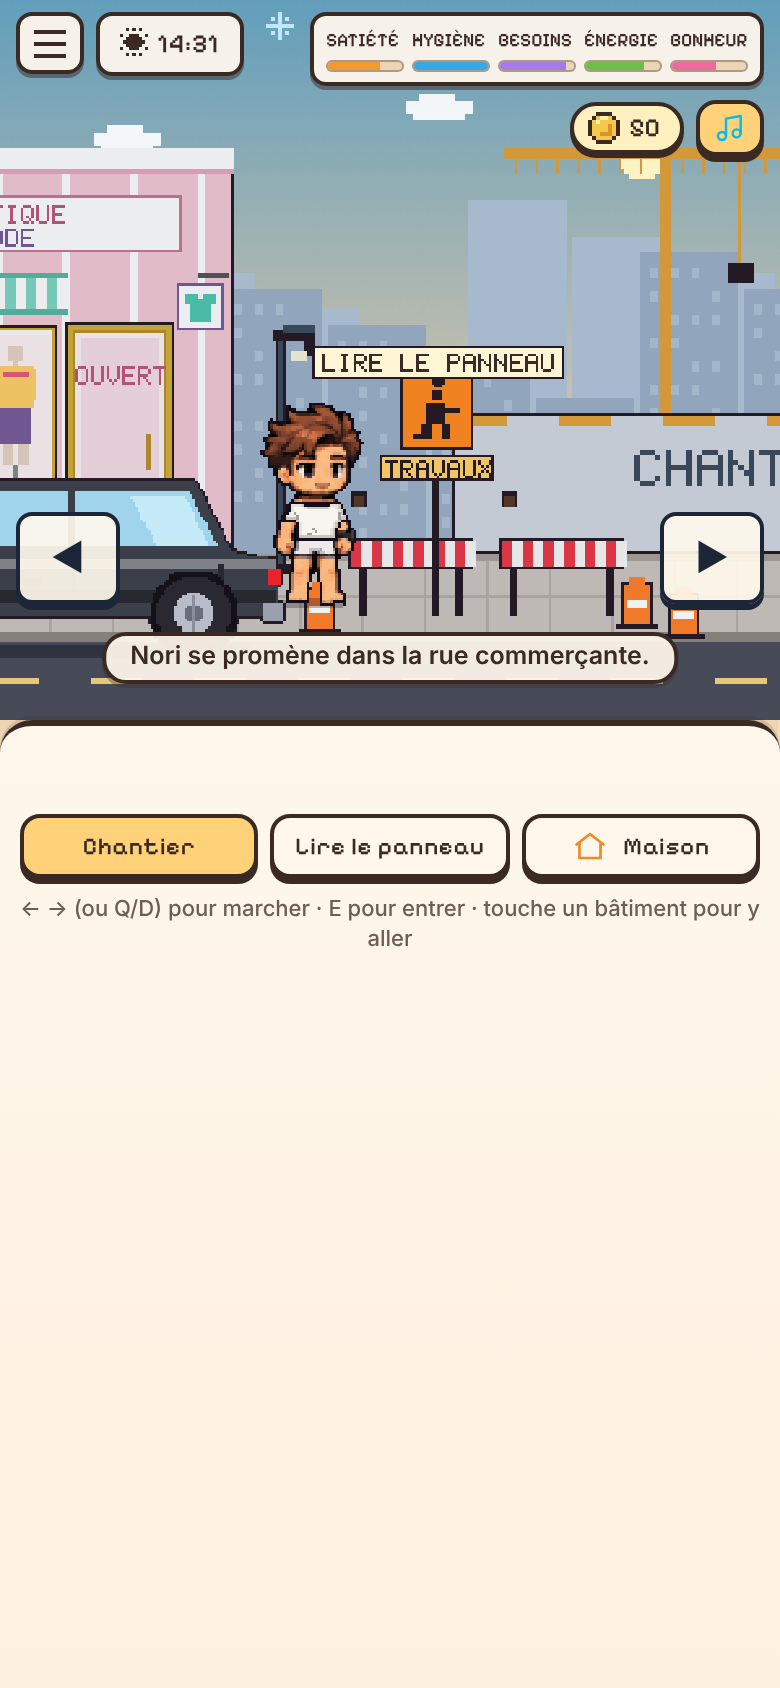 14:31
SATIÉTÉ HYGIÈNE BESOINS ÉNERGIE BONHEUR
80
TIQUE
ODE
OUVERT
LIRE LE PANNEAU
TRAVAUX
CHANT
Nori se promène dans la rue commerçante.
Chantier
Lire le panneau
Maison
← → (ou Q/D) pour marcher · E pour entrer · touche un bâtiment pour y
aller